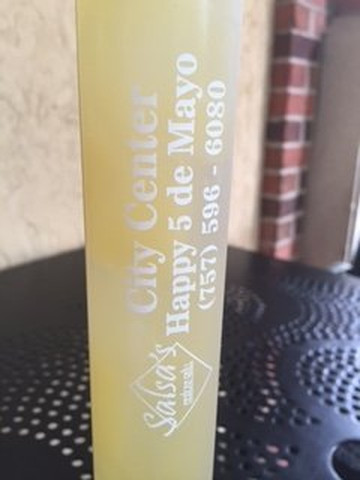 City Center
Happy 5 de Mayo
(757) 596 - 6080
Salsa's